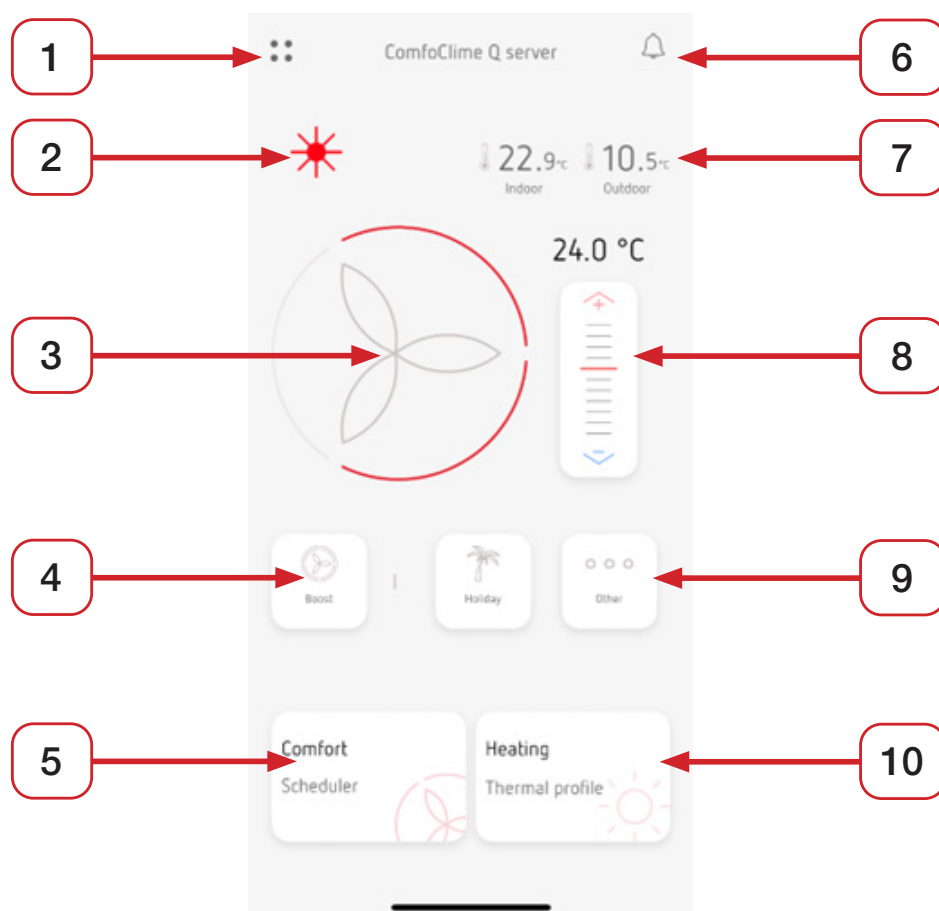 1
ComfoClime Q server
6
2
22.9°C
10.5°C
7
Indoor
Outdoor
24.0 °C
+
3
8
−
4
Boost
Holiday
Other
9
5
Comfort
Scheduler
Heating
Thermal profile
10